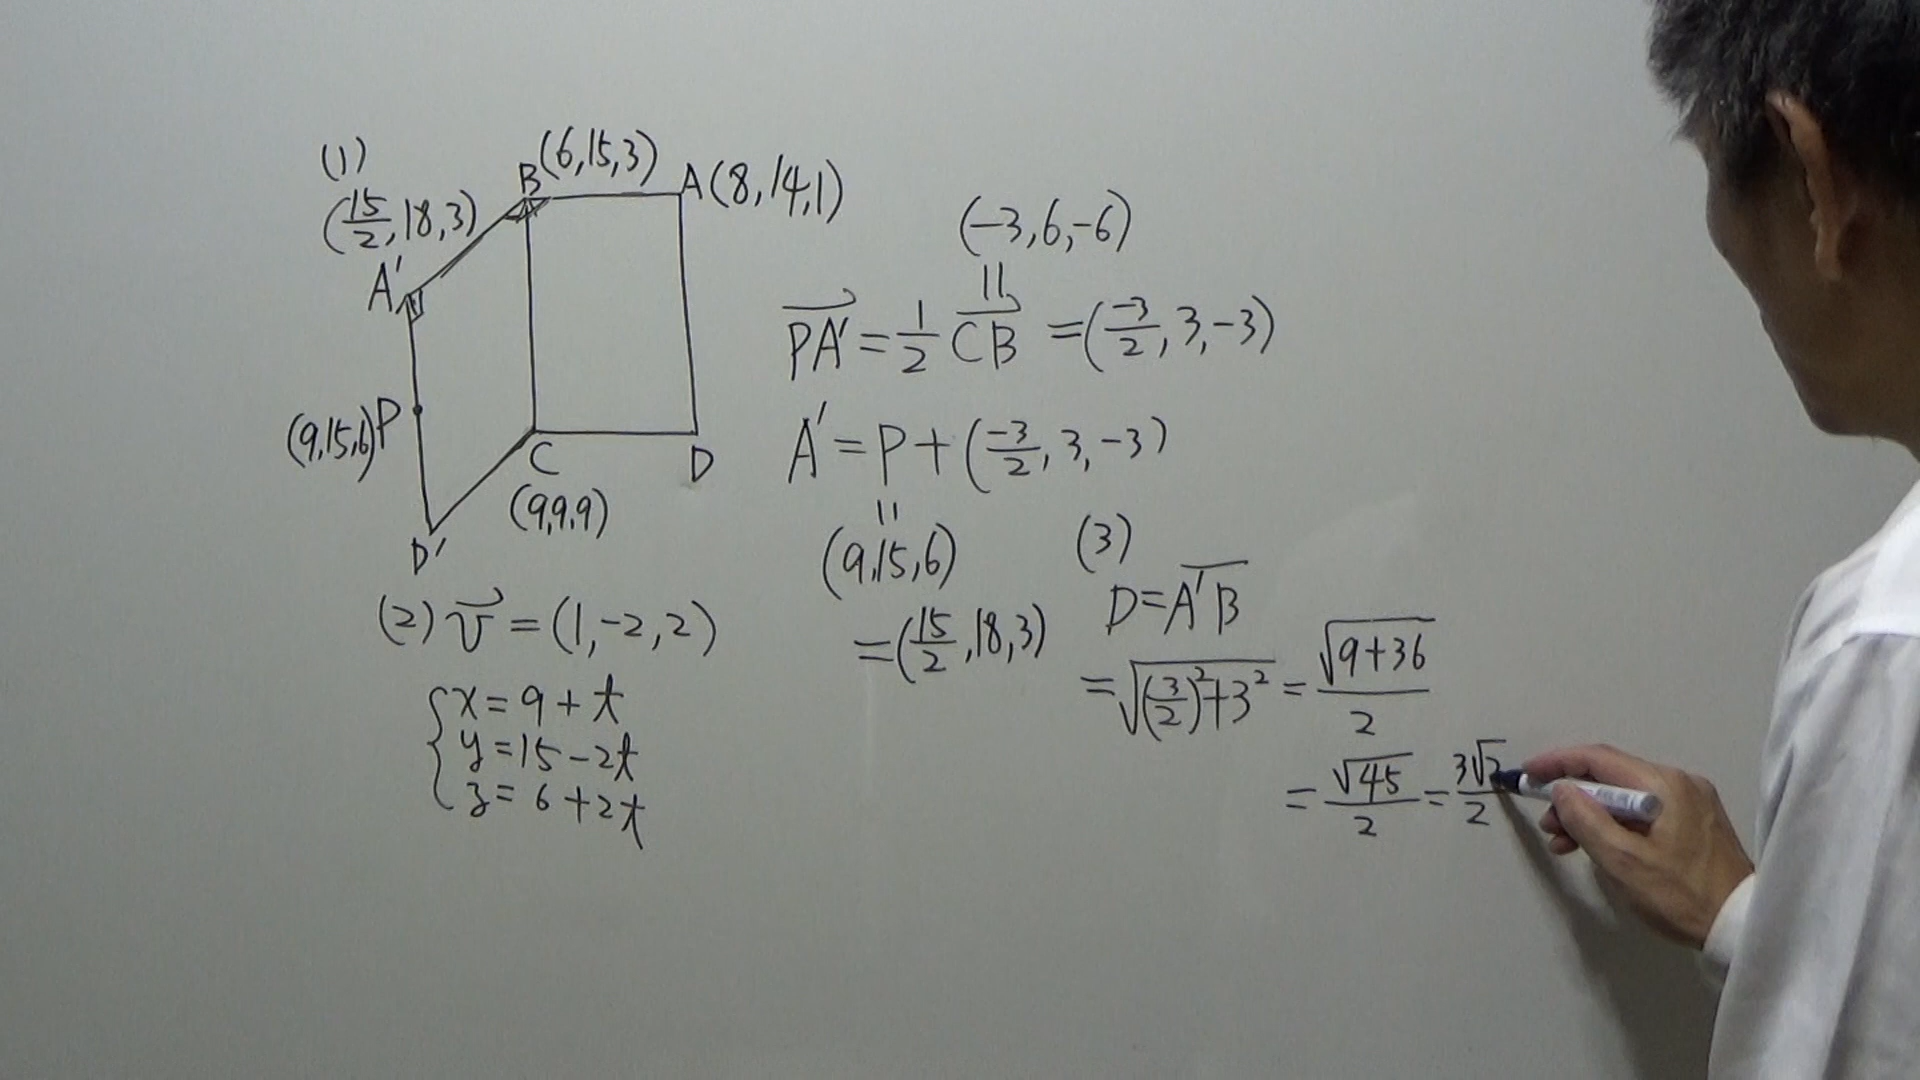 (1)
B(6,15,3)
A(8,14,1)
(15/2,18,3)
A'
(9,15,6)P
C
(9,9,9)
D
D'
(-3,6,-6)
||
PA' = 1/2 CB = (-3/2, 3, -3)
A' = P + (-3/2, 3, -3)
||
(9,15,6)
= (15/2, 18, 3)
(2) v = (1, -2, 2)
{ x = 9 + t
y = 15 - 2t
z = 6 + 2t
(3)
D = A'B
= √((3/2)²+3²) = √(9+36)/2
= √45/2 = 3√ /2